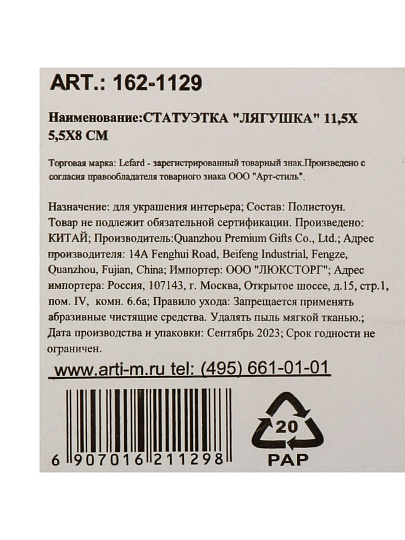 ART.: 162-1129
Наименование:СТАТУЭТКА "ЛЯГУШКА" 11,5X
5,5X8 CM
Торговая марка: Lefard - зарегистрированный товарный знак.Произведено с
согласия правообладателя товарного знака ООО "Арт-стиль".
Назначение: для украшения интерьера; Состав: Полистоун.
Товар не подлежит обязательной сертификации. Произведено:
КИТАЙ; Производитель:Quanzhou Premium Gifts Co., Ltd.; Адрес
производителя: 14A Fenghui Road, Beifeng Industrial, Fengze,
Quanzhou, Fujian, China; Импортер: ООО "ЛЮКСТОРГ"; Адрес
импортера: Россия, 107143, г. Москва, Открытое шоссе, д.15, стр.1,
пом. IV, комн. 6.6а; Правило ухода: Запрещается применять
абразивные чистящие средства. Удалять пыль мягкой тканью.;
Дата производства и упаковки: Сентябрь 2023; Срок годности не
ограничен.
www.arti-m.ru tel: (495) 661-01-01
6 907016 211298
20
PAP